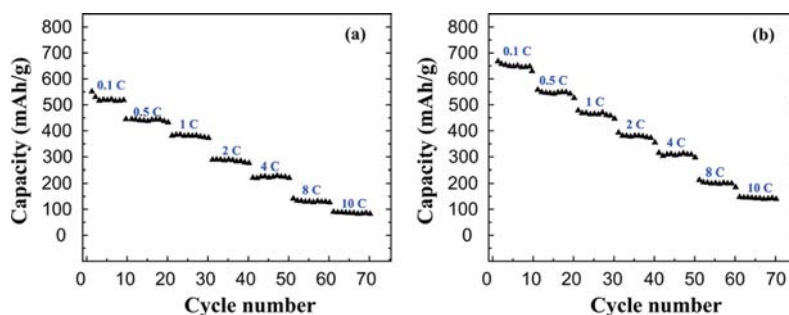 (a)
Capacity (mAh/g)
800
700
600
500
400
300
200
100
0
0.1 C
0.5 C
1 C
2 C
4 C
8 C
10 C
0 10 20 30 40 50 60 70
Cycle number
(b)
Capacity (mAh/g)
800
700
600
500
400
300
200
100
0
0.1 C
0.5 C
1 C
2 C
4 C
8 C
10 C
0 10 20 30 40 50 60 70
Cycle number